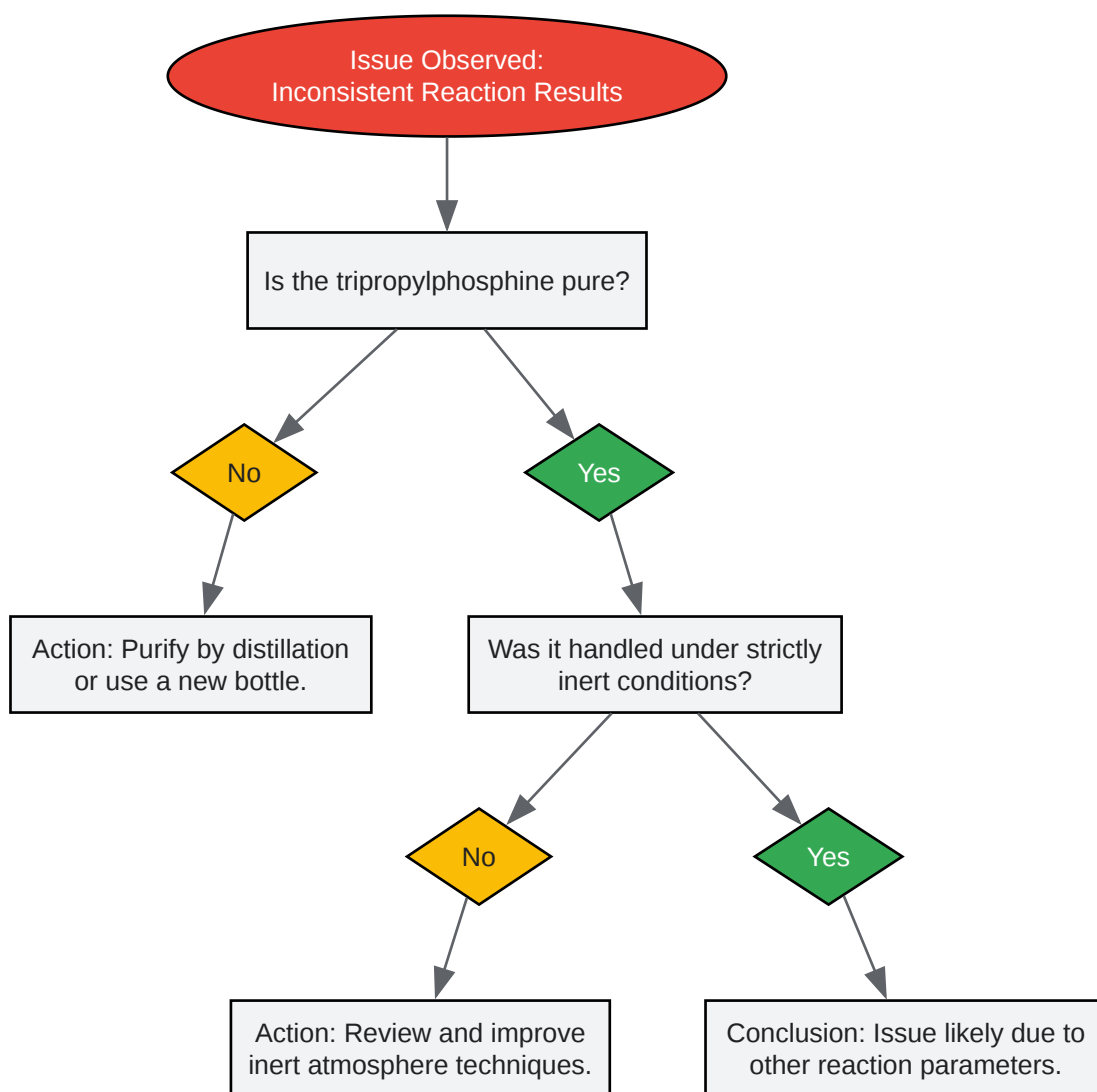 Issue Observed:
Inconsistent Reaction Results
Is the tripropylphosphine pure?
No
Yes
Action: Purify by distillation
or use a new bottle.
Was it handled under strictly
inert conditions?
No
Yes
Action: Review and improve
inert atmosphere techniques.
Conclusion: Issue likely due to
other reaction parameters.